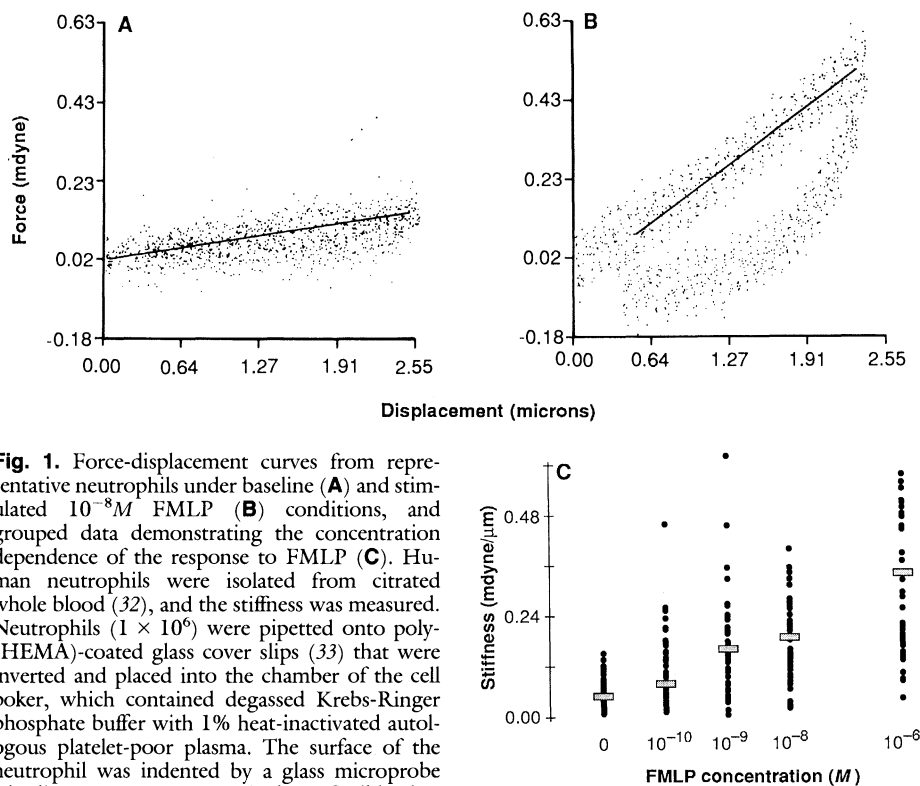 A
B
0.63
0.43
0.23
0.02
-0.18
Force (mdyne)
0.00 0.64 1.27 1.91 2.55
0.63
0.43
0.23
0.02
-0.18
0.00 0.64 1.27 1.91 2.55
Displacement (microns)
Fig. 1. Force-displacement curves from repre-
entative neutrophils under baseline (A) and stim-
ulated 10⁻⁸M FMLP (B) conditions, and
grouped data demonstrating the concentration
dependence of the response to FMLP (C). Hu-
man neutrophils were isolated from citrated
whole blood (32), and the stiffness was measured.
Neutrophils (1 × 10⁶) were pipetted onto poly-
(HEMA)-coated glass cover slips (33) that were
inverted and placed into the chamber of the cell
poker, which contained degassed Krebs-Ringer
phosphate buffer with 1% heat-inactivated autol-
ogous platelet-poor plasma. The surface of the
neutrophil was indented by a glass microprobe
C
0.48
0.24
0.00
Stiffness (mdyne/μm)
0 10⁻¹⁰ 10⁻⁹ 10⁻⁸ 10⁻⁶
FMLP concentration (M)